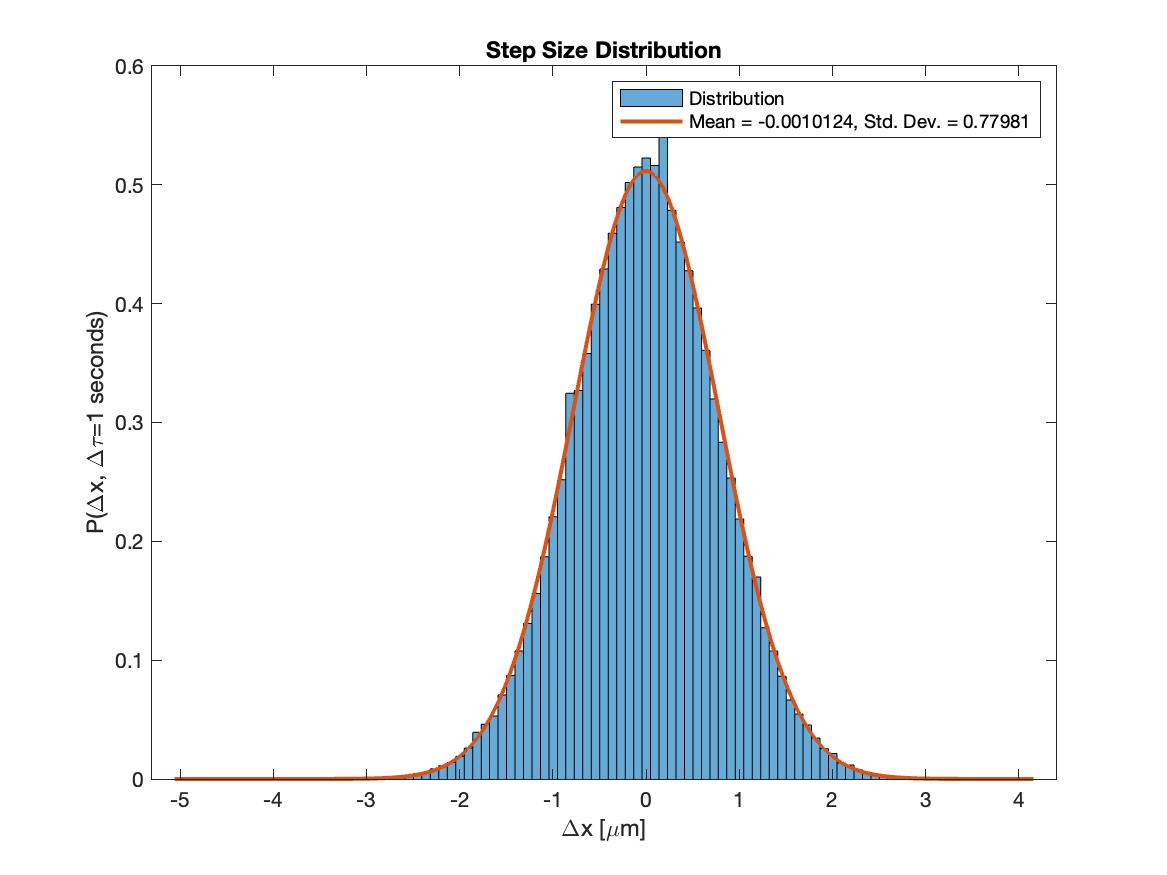 Step Size Distribution
Distribution
Mean = -0.0010124, Std. Dev. = 0.77981
0.6
0.5
0.4
0.3
0.2
0.1
0
P(Δx, Δτ=1 seconds)
-5 -4 -3 -2 -1 0 1 2 3 4
Δx [μm]